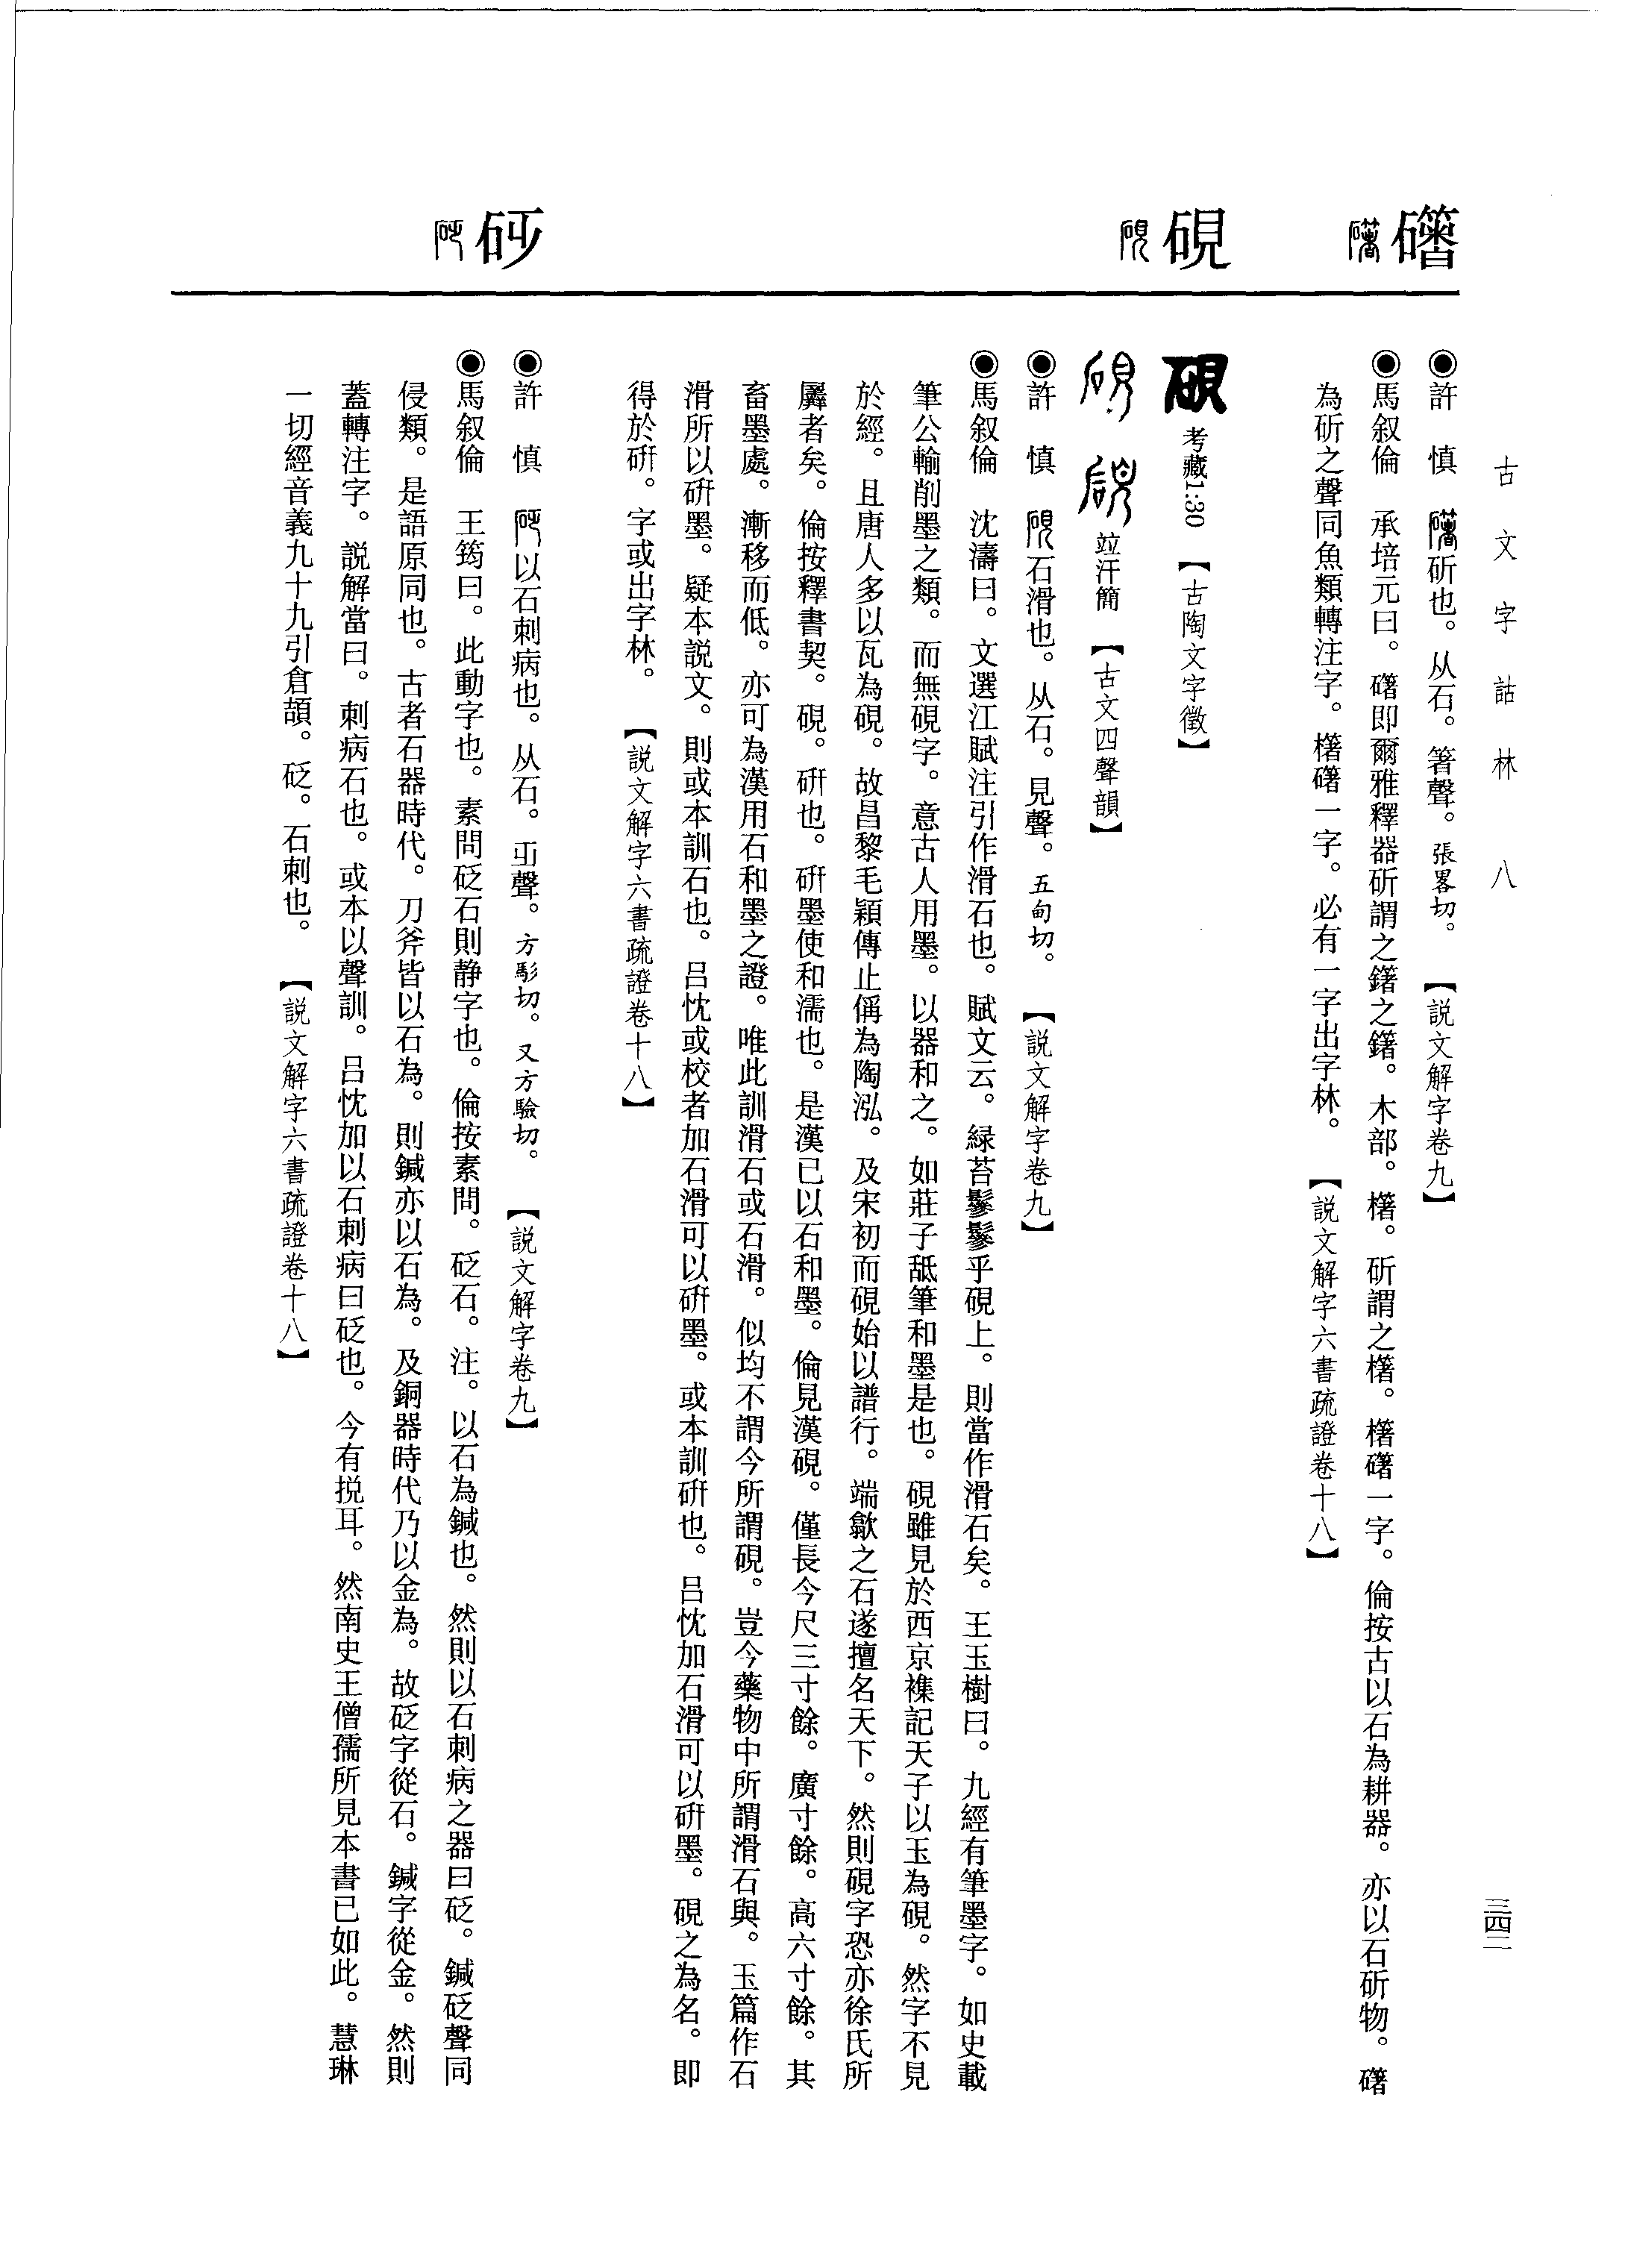 古文字詁林 八
三四二
硯
◉許 慎 斫也。从石。箸聲。張畧切。 【説文解字卷九】
◉馬叙倫 承培元曰。䃴即爾雅釋器斫謂之鐯之鐯。木部。櫡。斫謂之櫡。櫡䃴一字。倫按古以石為耕器。亦以石斫物。䃴
為斫之聲同魚類轉注字。櫡䃴一字。必有一字出字林。 【説文解字六書疏證卷十八】
硯 考藏1:30 【古陶文字徵】
竝汗簡 【古文四聲韻】
◉許 慎 石滑也。从石。見聲。五甸切。 【説文解字卷九】
◉馬叙倫 沈濤曰。文選江賦注引作滑石也。賦文云。緑苔鬖髿乎硯上。則當作滑石矣。王玉樹曰。九經有筆墨字。如史載
筆公輸削墨之類。而無硯字。意古人用墨。以器和之。如莊子舐筆和墨是也。硯雖見於西京襍記天子以玉為硯。然字不見
於經。且唐人多以瓦為硯。故昌黎毛穎傳止偁為陶泓。及宋初而硯始以譜行。端歙之石遂擅名天下。然則硯字恐亦徐氏所
羼者矣。倫按釋書契。硯。研也。研墨使和濡也。是漢已以石和墨。倫見漢硯。僅長今尺三寸餘。廣寸餘。高六寸餘。其
畜墨處。漸移而低。亦可為漢用石和墨之證。唯此訓滑石或石滑。似均不謂今所謂硯。豈今藥物中所謂滑石與。玉篇作石
滑所以研墨。疑本説文。則或本訓石也。吕忱或校者加石滑可以研墨。或本訓研也。吕忱加石滑可以研墨。硯之為名。即
得於研。字或出字林。 【説文解字六書疏證卷十八】
◉許 慎 以石刺病也。从石。聲。方彫切。又方驗切。 【説文解字卷九】
◉馬叙倫 王筠曰。此動字也。素問砭石則静字也。倫按素問。砭石。注。以石為鍼也。然則以石刺病之器曰砭。鍼砭聲同
侵類。是語原同也。古者石器時代。刀斧皆以石為。則鍼亦以石為。及銅器時代乃以金為。故砭字從石。鍼字從金。然則
蓋轉注字。説解當曰。刺病石也。或本以聲訓。吕忱加以石刺病曰砭也。今有捝耳。然南史王僧孺所見本書已如此。慧琳
一切經音義九十九引倉頡。砭。石刺也。 【説文解字六書疏證卷十八】